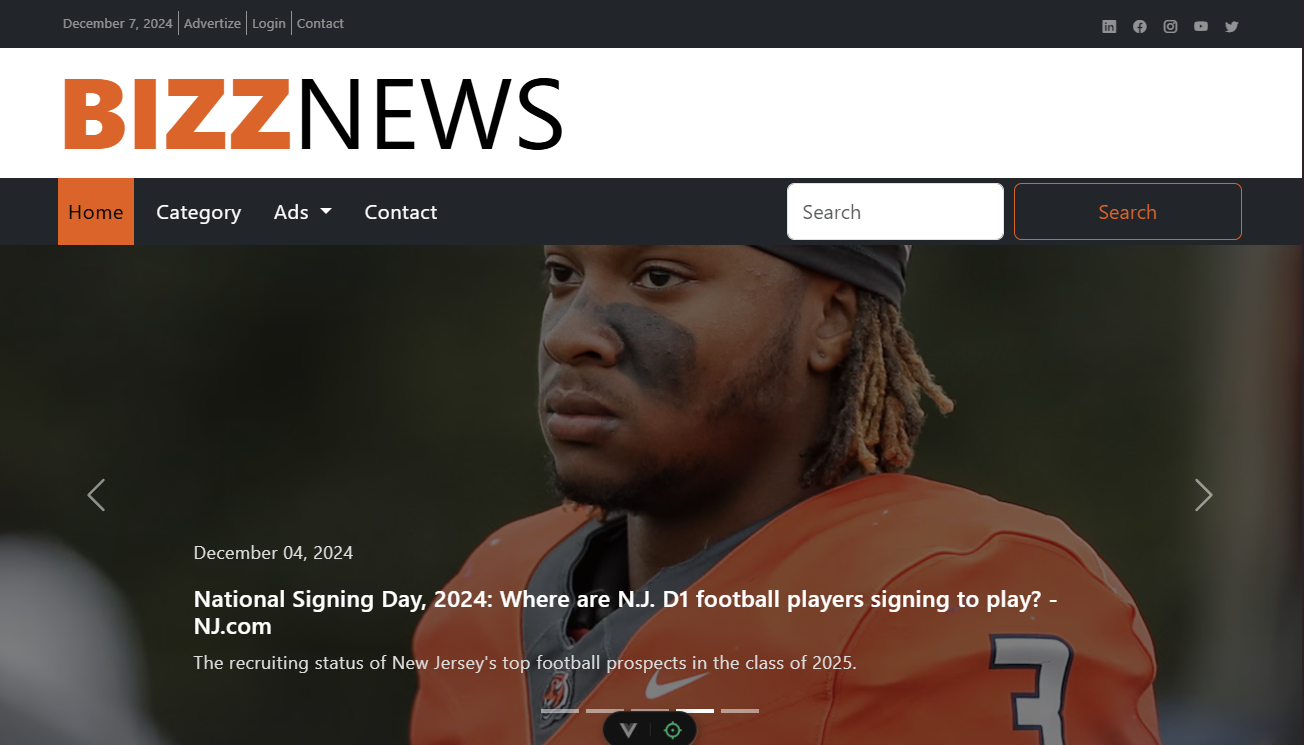 December 7, 2024 Advertize Login Contact
BIZZNEWS
Home Category Ads Contact Search Search
December 04, 2024
National Signing Day, 2024: Where are N.J. D1 football players signing to play? -
NJ.com
The recruiting status of New Jersey's top football prospects in the class of 2025.
3